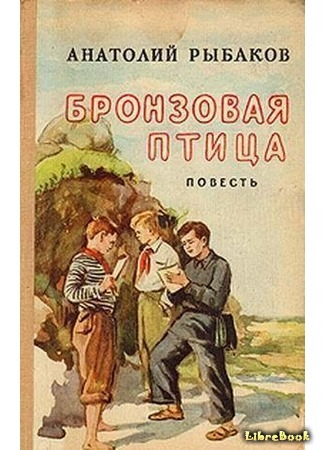 АНАТОЛИЙ РЫБАКОВ
БРОНЗОВАЯ
ПТИЦА
ПОВЕСТЬ
LibreBook